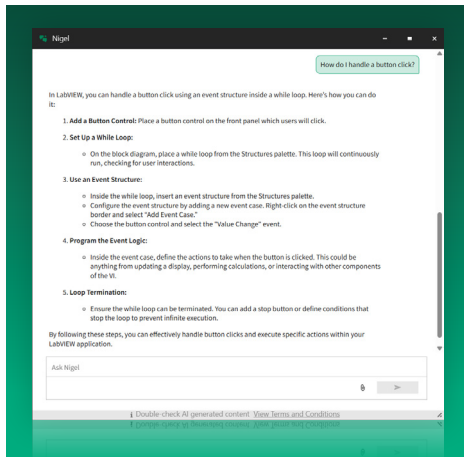 Nigel
How do I handle a button click?
In LabVIEW, you can handle a button click using an event structure inside a while loop. Here's how you can do
it:
1. Add a Button Control: Place a button control on the front panel which users will click.
2. Set Up a While Loop:
On the block diagram, place a while loop from the Structures palette. This loop will continuously
run, checking for user interactions.
3. Use an Event Structure:
Inside the while loop, insert an event structure from the Structures palette.
Configure the event structure by adding a new event case. Right-click on the event structure
border and select "Add Event Case."
Choose the button control and select the "Value Change" event.
4. Program the Event Logic:
Inside the event case, define the actions to take when the button is clicked. This could be
anything from updating a display, performing calculations, or interacting with other components
of the VI.
5. Loop Termination:
Ensure the while loop can be terminated. You can add a stop button or define conditions that
stop the loop to prevent infinite execution.
By following these steps, you can effectively handle button clicks and execute specific actions within your
LabVIEW application.
Ask Nigel
Double-check AI generated content View Terms and Conditions